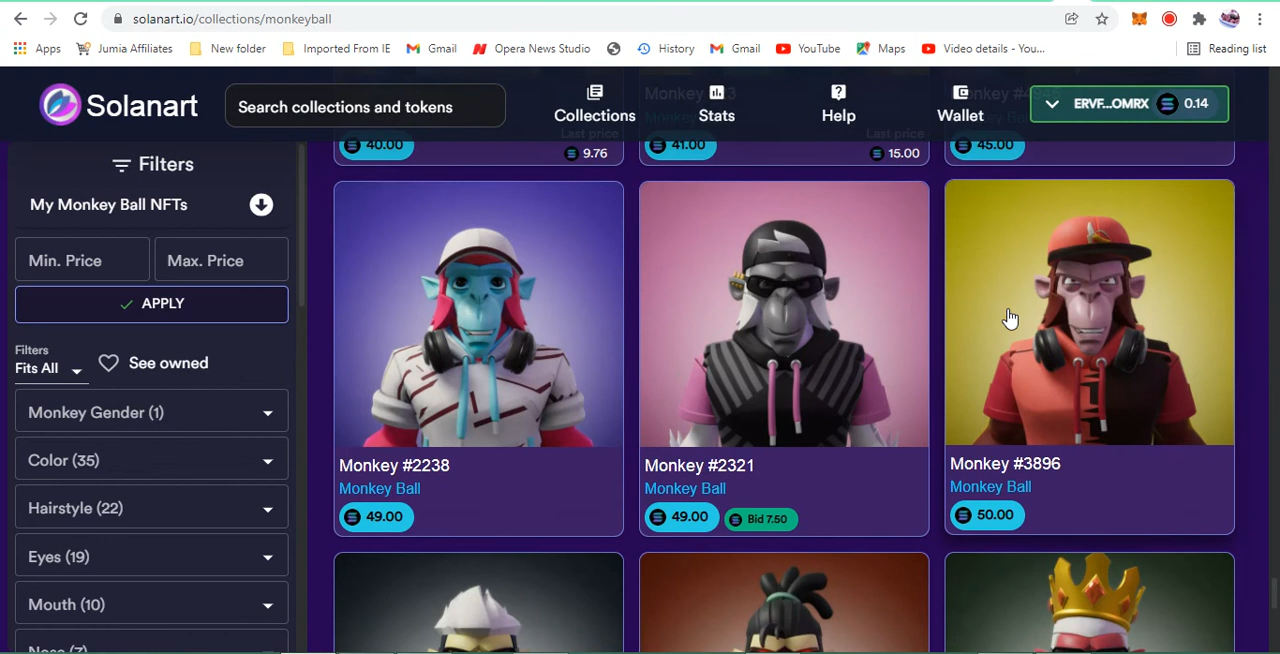 solanart.io/collections/monkeyball
Apps Jumia Affiliates New folder Imported From IE Gmail Opera News Studio History Gmail YouTube Maps Video details - You... Reading list
Solanart
Search collections and tokens
Collections
Stats
Help
Wallet
ERVF...OMRX 0.14
Last price
40.00 9.76
41.00
Last price
15.00
45.00
Filters
My Monkey Ball NFTs
Min. Price Max. Price
APPLY
Filters
Fits All
See owned
Monkey Gender (1)
Color (35)
Hairstyle (22)
Eyes (19)
Mouth (10)
Monkey #2238
Monkey Ball
49.00
Monkey #2321
Monkey Ball
49.00 Bid 7.50
Monkey #3896
Monkey Ball
50.00